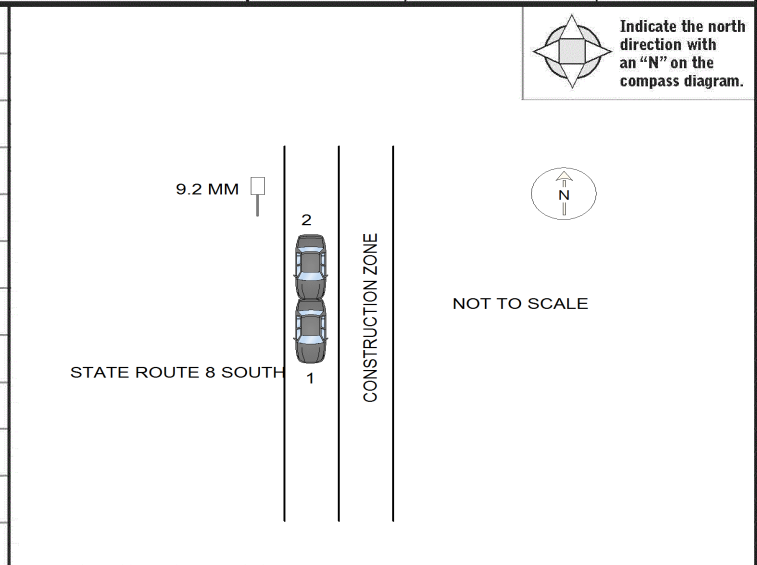 Indicate the north
direction with
an “N” on the
compass diagram.
9.2 MM
N
2
CONSTRUCTION ZONE
NOT TO SCALE
STATE ROUTE 8 SOUTH
1